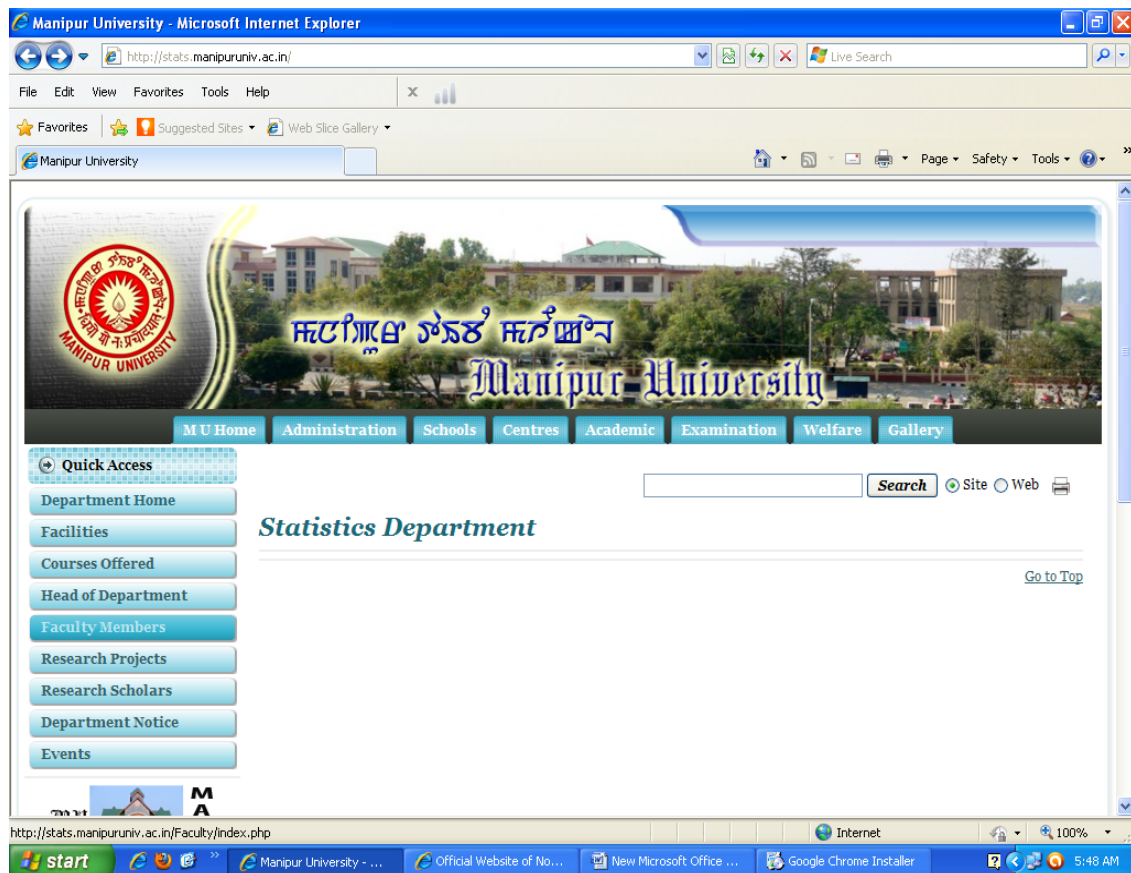 Manipur University - Microsoft Internet Explorer
http://stats.manipuruniv.ac.in/
Live Search
File Edit View Favorites Tools Help
Favorites Suggested Sites Web Slice Gallery
Manipur University
Page Safety Tools
MANIPUR UNIVERSITY
Manipur University
M U Home Administration Schools Centres Academic Examination Welfare Gallery
Quick Access
Search Site Web
Department Home
Statistics Department
Facilities
Courses Offered
Go to Top
Head of Department
Faculty Members
Research Projects
Research Scholars
Department Notice
Events
M
A
http://stats.manipuruniv.ac.in/Faculty/index.php
Internet
100%
start
Manipur University - ...
Official Website of No...
New Microsoft Office ...
Google Chrome Installer
5:48 AM